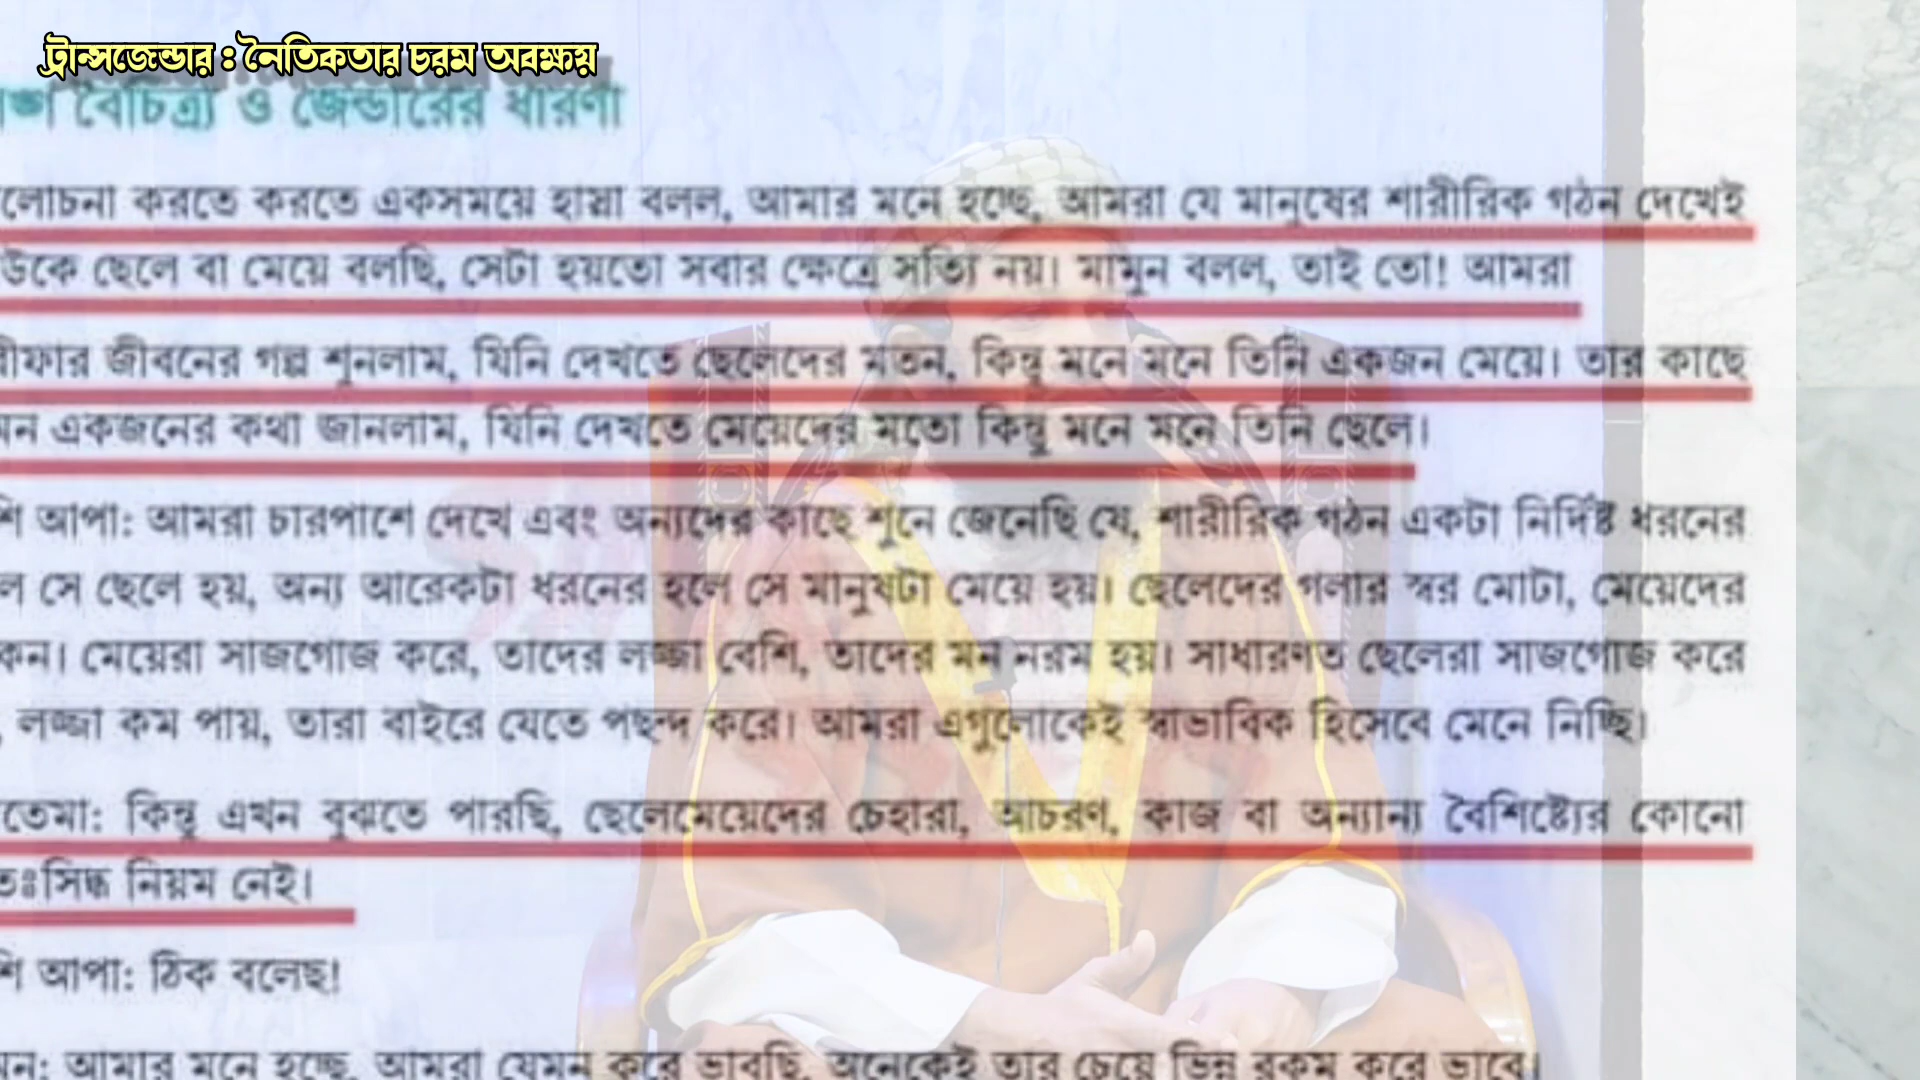 ট্রান্সজেন্ডার : নৈতিকতার চরম অবক্ষয়
বৈচিত্র্য ও জেন্ডারের ধারণা
লোচনা করতে করতে একসময়ে হাস্না বলল, আমার মনে হচ্ছে, আমরা যে মানুষের শারীরিক গঠন দেখেই
উকে ছেলে বা মেয়ে বলছি, সেটা হয়তো সবার ক্ষেত্রে সত্যি নয়। মামুন বলল, তাই তো! আমরা
রীফার জীবনের গল্প শুনলাম, যিনি দেখতে ছেলেদের মতন, কিন্তু মনে মনে তিনি একজন মেয়ে। তার কাছে
মন একজনের কথা জানলাম, যিনি দেখতে মেয়েদের মতো কিন্তু মনে মনে তিনি ছেলে।
শি আপা: আমরা চারপাশে দেখে এবং অন্যদের কাছে শুনে জেনেছি যে, শারীরিক গঠন একটা নির্দিষ্ট ধরনের
ল সে ছেলে হয়, অন্য আরেকটা ধরনের হলে সে মানুষটা মেয়ে হয়। ছেলেদের গলার স্বর মোটা, মেয়েদের
কন। মেয়েরা সাজগোজ করে, তাদের লজ্জা বেশি, তাদের মন নরম হয়। সাধারণত ছেলেরা সাজগোজ করে
, লজ্জা কম পায়, তারা বাইরে যেতে পছন্দ করে। আমরা এগুলোকেই স্বাভাবিক হিসেবে মেনে নিচ্ছি।
তেমা: কিন্তু এখন বুঝতে পারছি, ছেলেমেয়েদের চেহারা, আচরণ, কাজ বা অন্যান্য বৈশিষ্ট্যের কোনো
তঃসিদ্ধ নিয়ম নেই।
শি আপা: ঠিক বলেছ!
মন: আমার মনে হচ্ছে, আমরা যেমন করে ভাবছি, অনেকেই তার চেয়ে ভিন্ন রকম করে ভাবে।